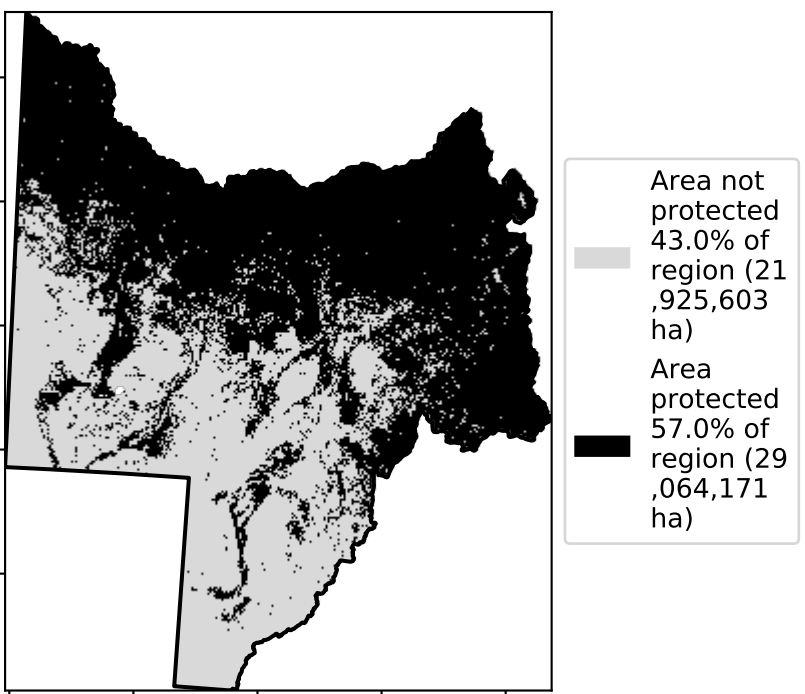 Area not
protected
43.0% of
region (21
,925,603
ha)
Area
protected
57.0% of
region (29
,064,171
ha)